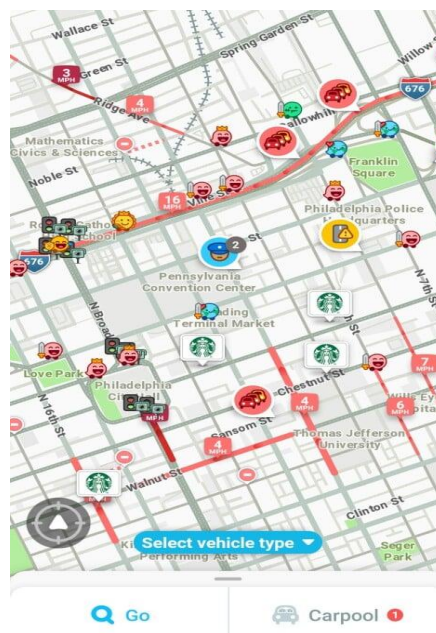 Wallace St
Spring Garden St
Willow
3
MPH
Green St
4
MPH
Ridge Ave
676
Callowhill
Mathematics
Civics & Sciences
Noble St
Franklin
Square
16
MPH
Vine
Philadelphia Police
Headquarters
School
676
2
St
Pennsylvania
Convention Center
N 7th
Terminal Market
N Broad
h St
Love Park
Philadelphia
City Hall
Chestnut St
7
MPH
N 16th St
4
MPH
6
MPH
MPH
Sansom St
4
MPH
Thomas Jefferson
University
Walnut St
Clinton St
Select vehicle type
Performing Arts
Seger
Park
Go
Carpool
1